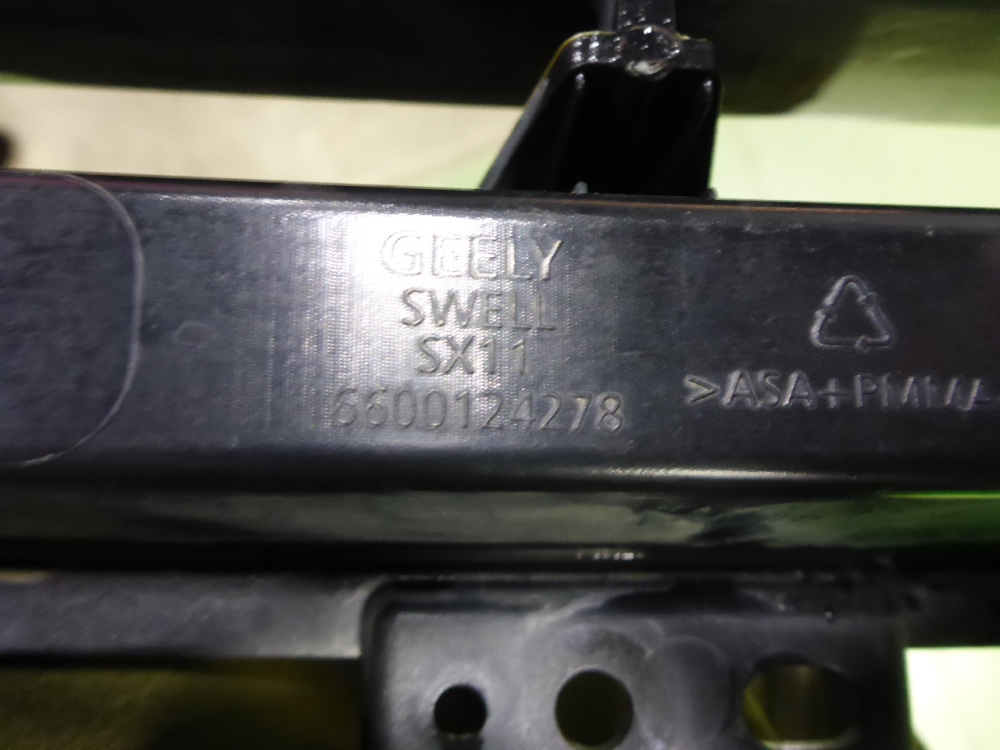 GEELY
SWELL
SX11
6600124278
>ASA+PMMA